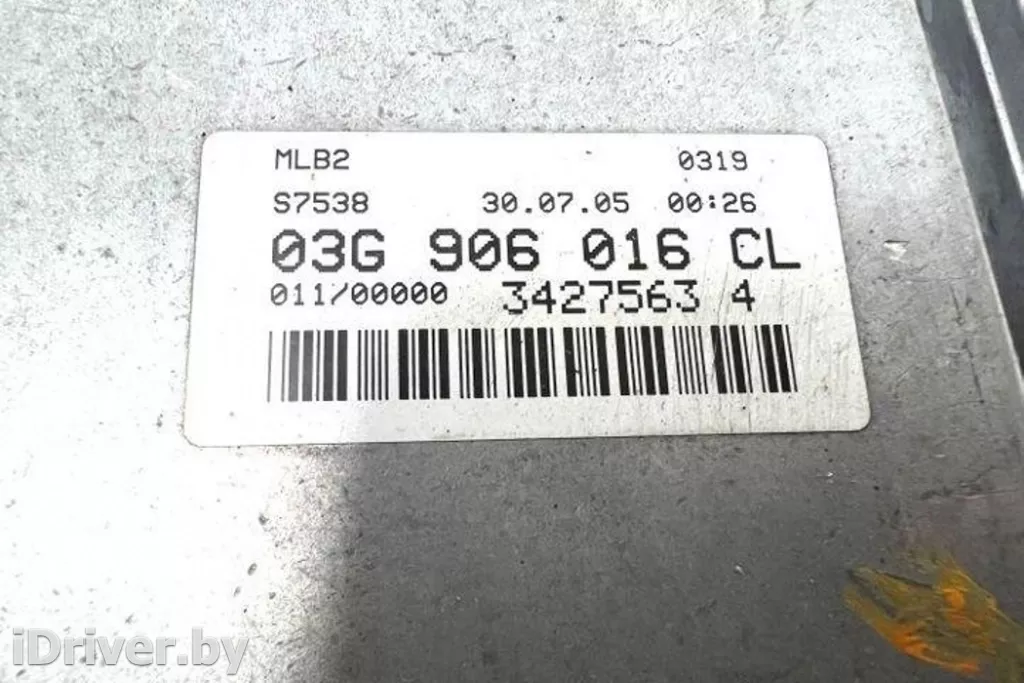 MLB2 0319
S7538 30.07.05 00:26
03G 906 016 CL
011/00000 3427563 4
iDriver.by